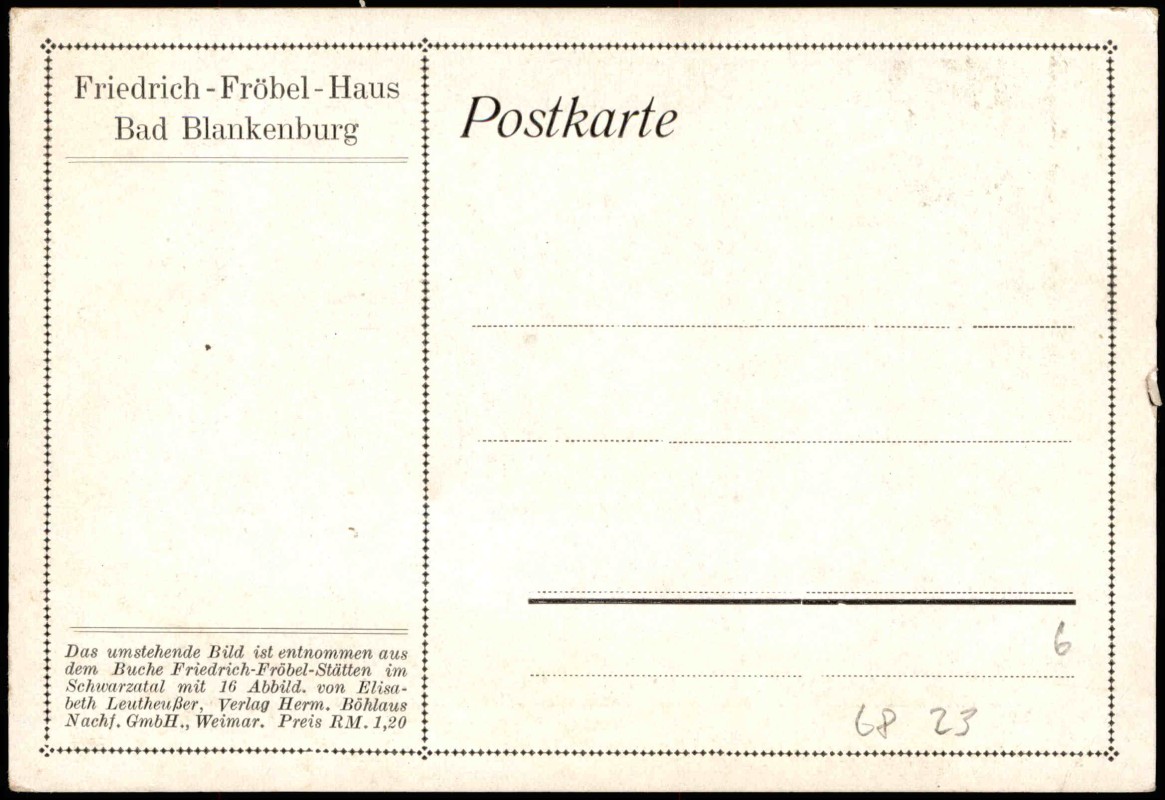 Friedrich-Fröbel-Haus
Bad Blankenburg
Postkarte
Das umstehende Bild ist entnommen aus
dem Buche Friedrich-Fröbel-Stätten im
Schwarzatal mit 16 Abbild. von Elisa-
beth Leutheußer, Verlag Herm. Böhlaus
Nachf. GmbH., Weimar. Preis RM. 1,20
6
68 23